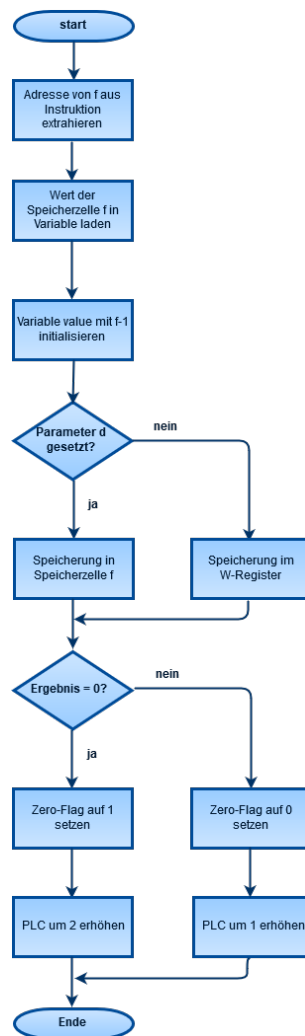 start
Adresse von f aus
Instruktion
extrahieren
Wert der
Speicherzelle f in
Variable laden
Variable value mit f-1
initialisieren
Parameter d
gesetzt?
nein
ja
Speicherung in
Speicherzelle f
Speicherung im
W-Register
Ergebnis = 0?
nein
ja
Zero-Flag auf 1
setzen
Zero-Flag auf 0
setzen
PLC um 2 erhöhen
PLC um 1 erhöhen
Ende